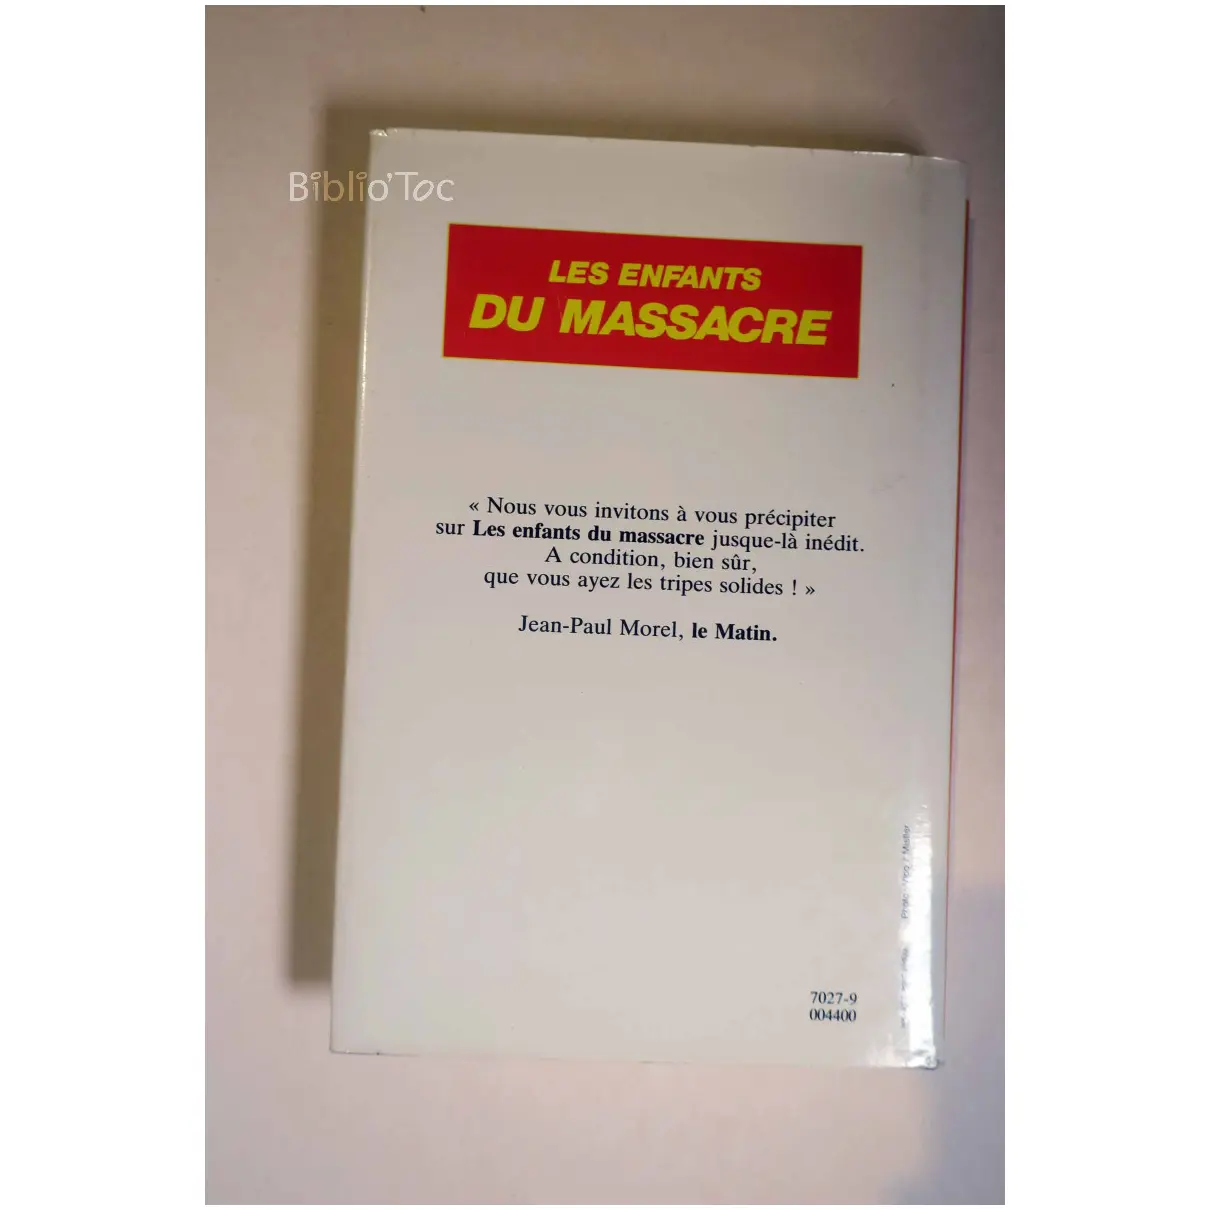 Biblio'Toc
LES ENFANTS
DU MASSACRE
« Nous vous invitons à vous précipiter
sur Les enfants du massacre jusque-là inédit.
A condition, bien sûr,
que vous ayez les tripes solides ! »
Jean-Paul Morel, le Matin.
7027-9
004400